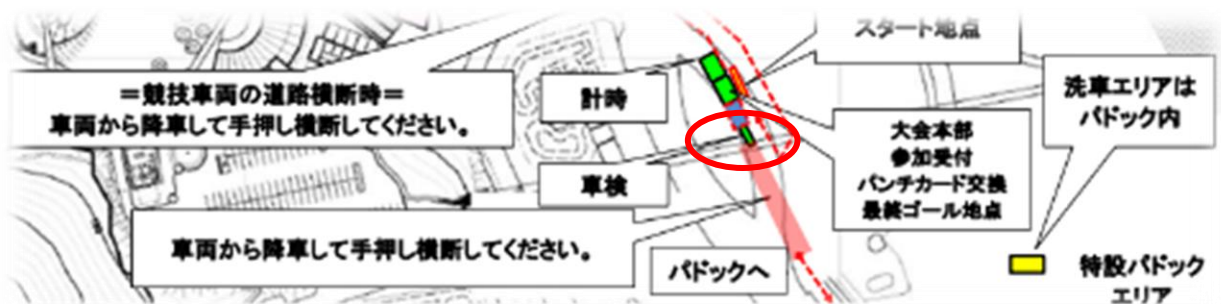 スタート地点
=競技車両の道路横断時=
車両から降車して手押し横断してください。
計時
洗車エリアは
パドック内
大会本部
参加受付
パンチカード交換
最終ゴール地点
車検
車両から降車して手押し横断してください。
パドックへ
特設パドック
エリア